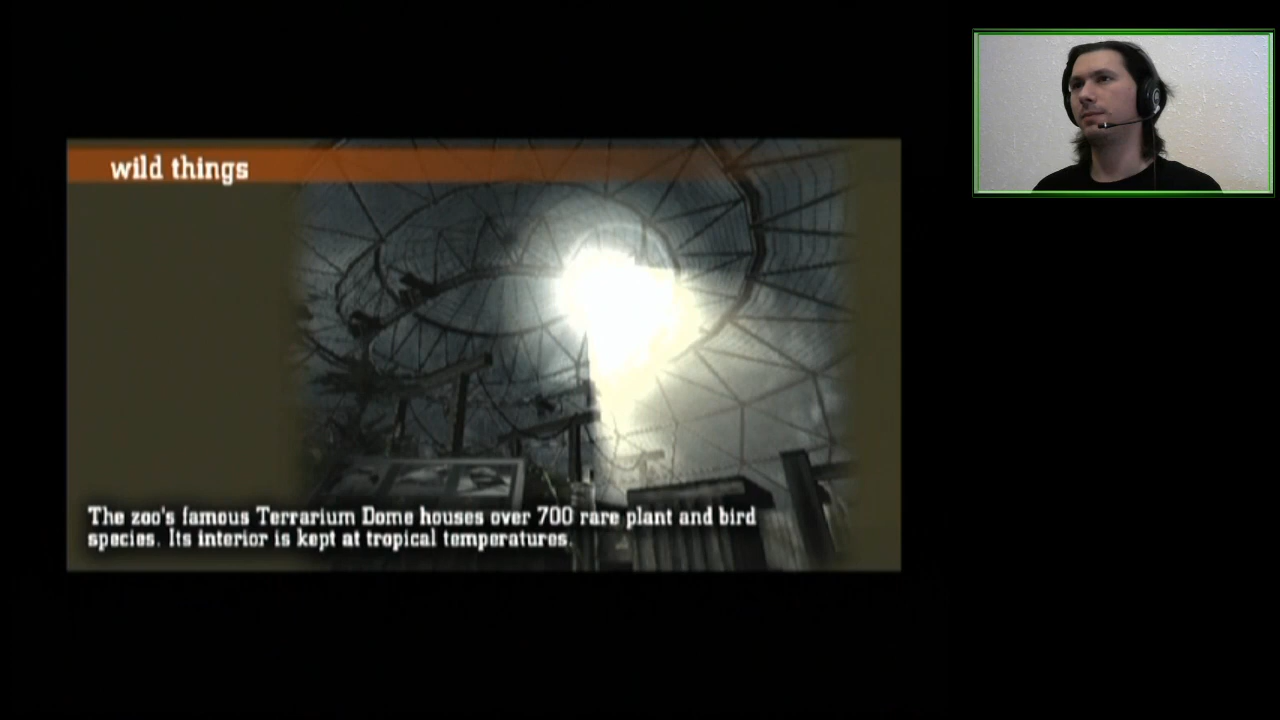 wild things
The zoo's famous Terrarium Dome houses over 700 rare plant and bird
species. Its interior is kept at tropical temperatures.